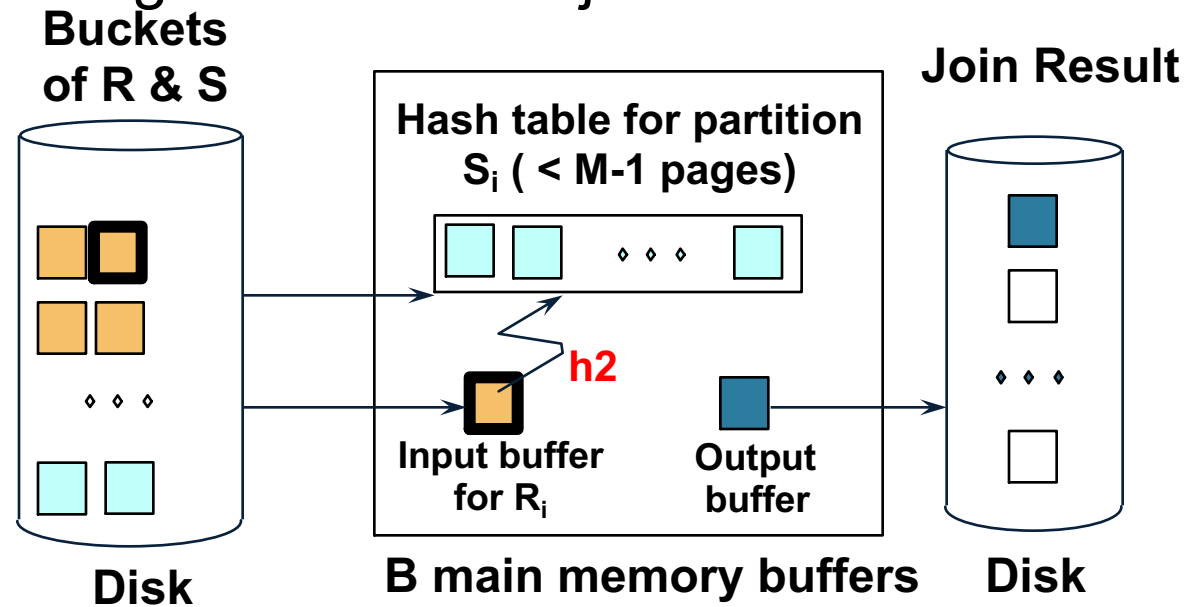 Buckets
of R & S
Join Result
Hash table for partition
Si ( < M-1 pages)
h2
Input buffer
for Ri
Output
buffer
B main memory buffers
Disk
Disk